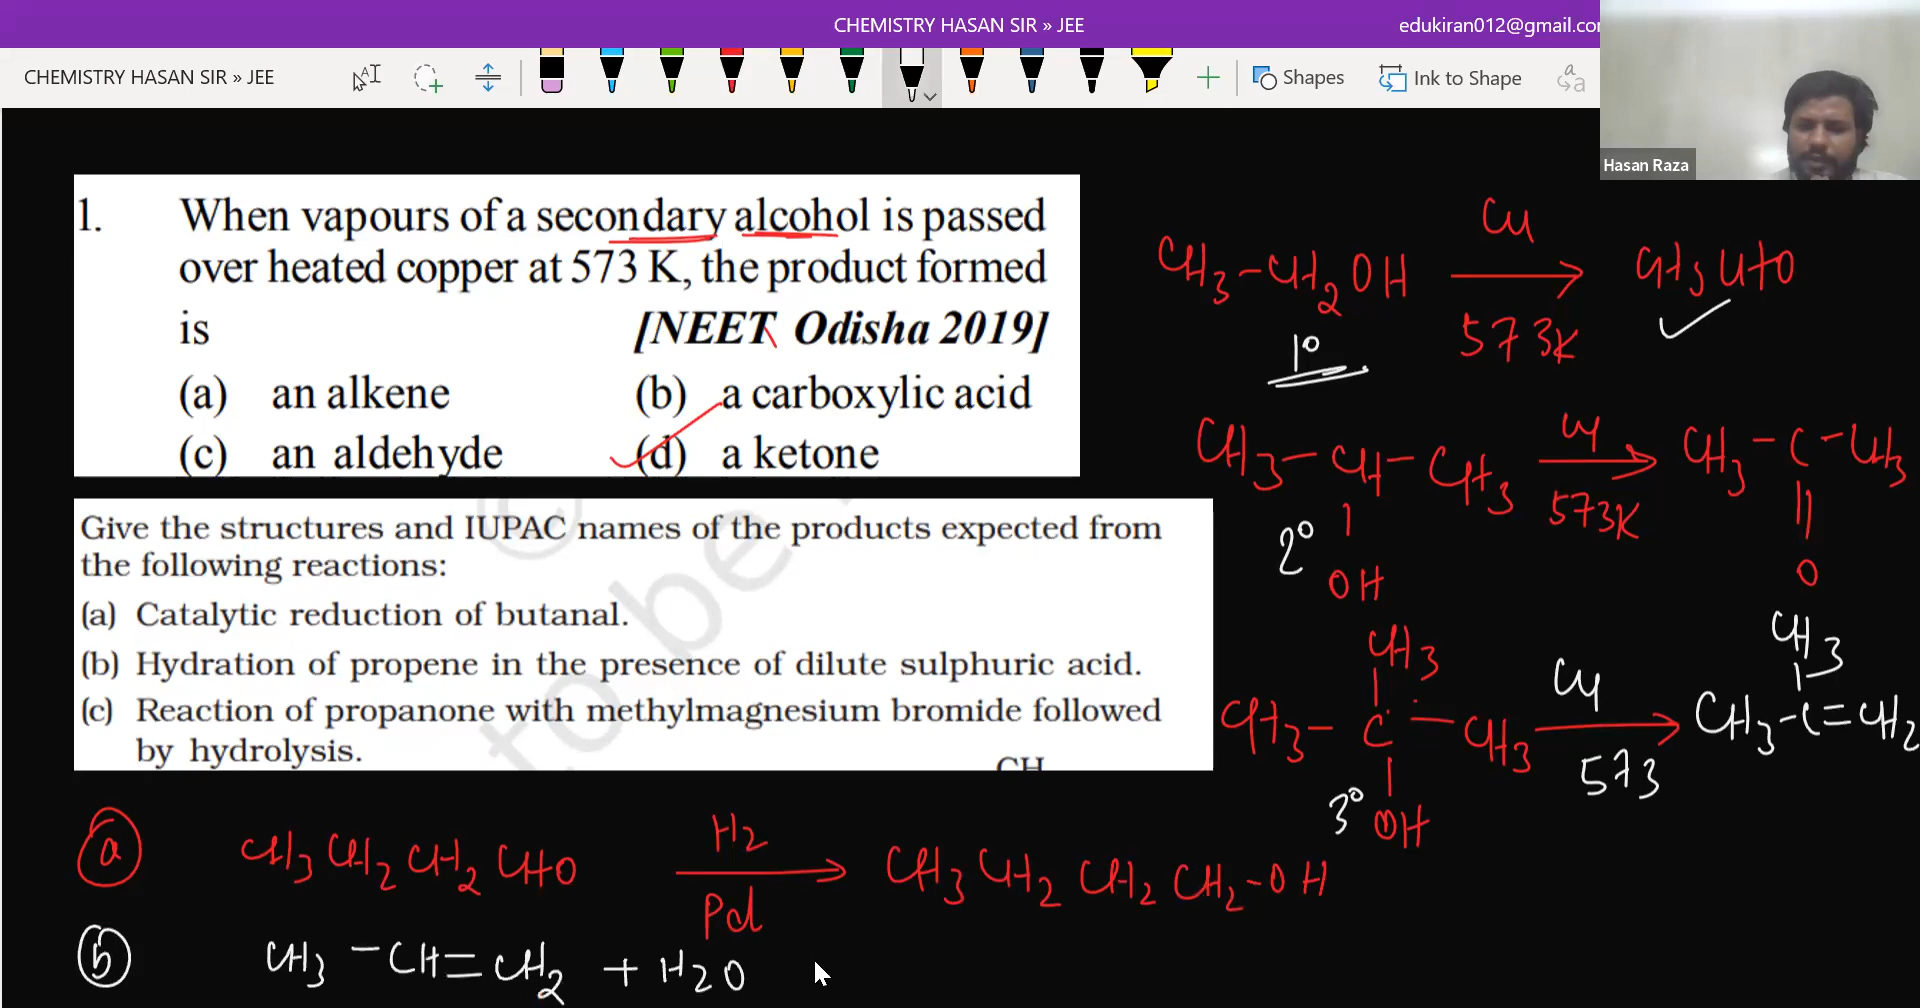 CHEMISTRY HASAN SIR » JEE
CHEMISTRY HASAN SIR » JEE
Shapes
Ink to Shape
Hasan Raza
1. When vapours of a secondary alcohol is passed
over heated copper at 573 K, the product formed
is [NEET Odisha 2019]
(a) an alkene (b) a carboxylic acid
(c) an aldehyde (d) a ketone
Give the structures and IUPAC names of the products expected from
the following reactions:
(a) Catalytic reduction of butanal.
(b) Hydration of propene in the presence of dilute sulphuric acid.
(c) Reaction of propanone with methylmagnesium bromide followed
by hydrolysis.
to be
Cu
CH3-CH2OH → CH3CHO
573K
1°
Cu
CH3-CH-CH3 → CH3-C-CH3
573K
2° OH O
CH3 CH3
Cu
CH3-C-CH3 → CH3-C=CH2
573
3° OH
H2
(a) CH3CH2CH2CHO → CH3CH2CH2CH2-OH
Pd
(b) CH3-CH=CH2 + H2O